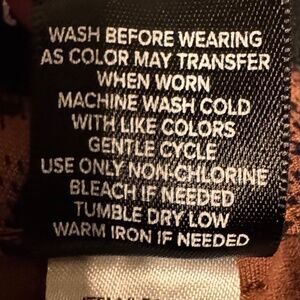 WASH BEFORE WEARING
AS COLOR MAY TRANSFER
WHEN WORN
MACHINE WASH COLD
WITH LIKE COLORS
GENTLE CYCLE
USE ONLY NON-CHLORINE
BLEACH IF NEEDED
TUMBLE DRY LOW
WARM IRON IF NEEDED